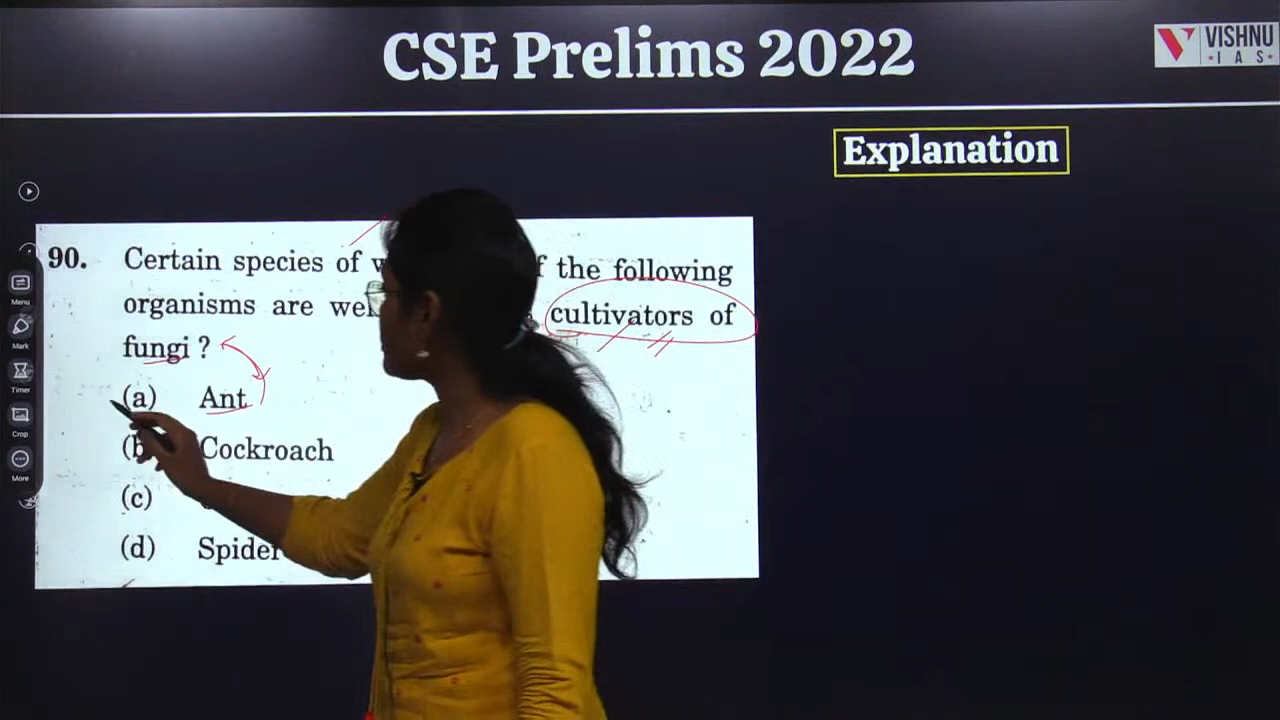 CSE Prelims 2022
VISHNU
IAS
Explanation
90. Certain species of the following
organisms are cultivators of
fungi ?
(a) Ant
Cockroach
(c)
(d) Spider
Menu
Mark
Timer
Crop
More